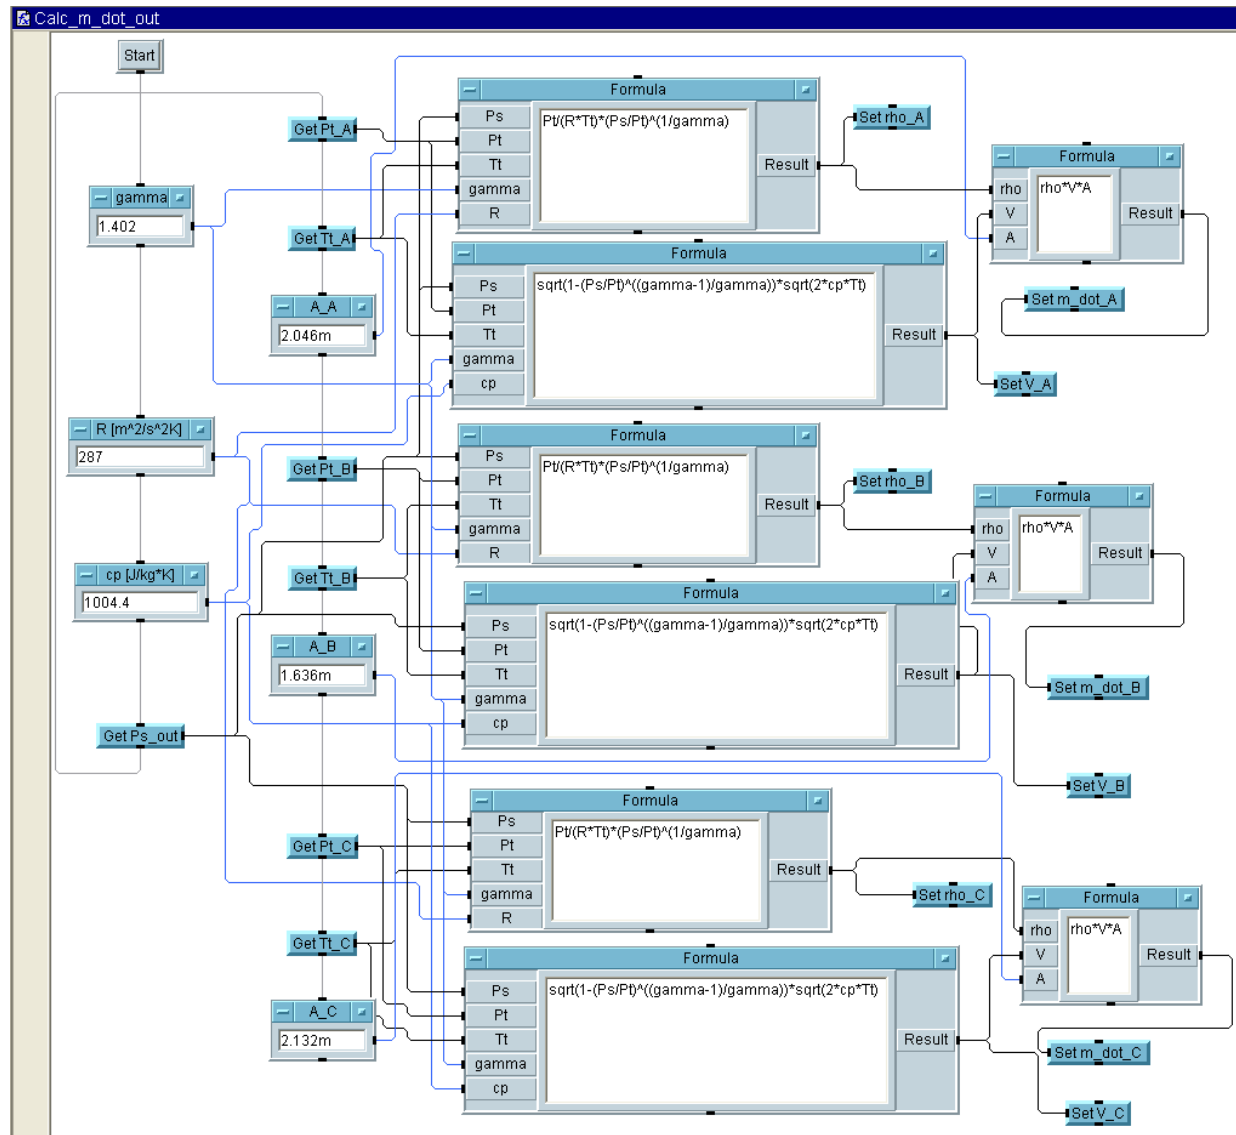 Calc_m_dot_out
Start
gamma
1.402
R [m^2/s^2K]
287
cp [J/kg*K]
1004.4
Get Ps_out
Get Pt_A
Get Tt_A
A_A
2.046m
Formula
Ps
Pt
Tt
gamma
R
Pt/(R*Tt)*(Ps/Pt)^(1/gamma)
Result
Set rho_A
Formula
Ps
Pt
Tt
gamma
cp
sqrt(1-(Ps/Pt)^((gamma-1)/gamma))*sqrt(2*cp*Tt)
Result
Formula
rho
V
A
rho*V*A
Result
Set m_dot_A
Set V_A
Get Pt_B
Get Tt_B
A_B
1.636m
Formula
Ps
Pt
Tt
gamma
R
Pt/(R*Tt)*(Ps/Pt)^(1/gamma)
Result
Set rho_B
Formula
Ps
Pt
Tt
gamma
cp
sqrt(1-(Ps/Pt)^((gamma-1)/gamma))*sqrt(2*cp*Tt)
Result
Formula
rho
V
A
rho*V*A
Result
Set m_dot_B
Set V_B
Get Pt_C
Get Tt_C
A_C
2.132m
Formula
Ps
Pt
Tt
gamma
R
Pt/(R*Tt)*(Ps/Pt)^(1/gamma)
Result
Set rho_C
Formula
Ps
Pt
Tt
gamma
cp
sqrt(1-(Ps/Pt)^((gamma-1)/gamma))*sqrt(2*cp*Tt)
Result
Formula
rho
V
A
rho*V*A
Result
Set m_dot_C
Set V_C